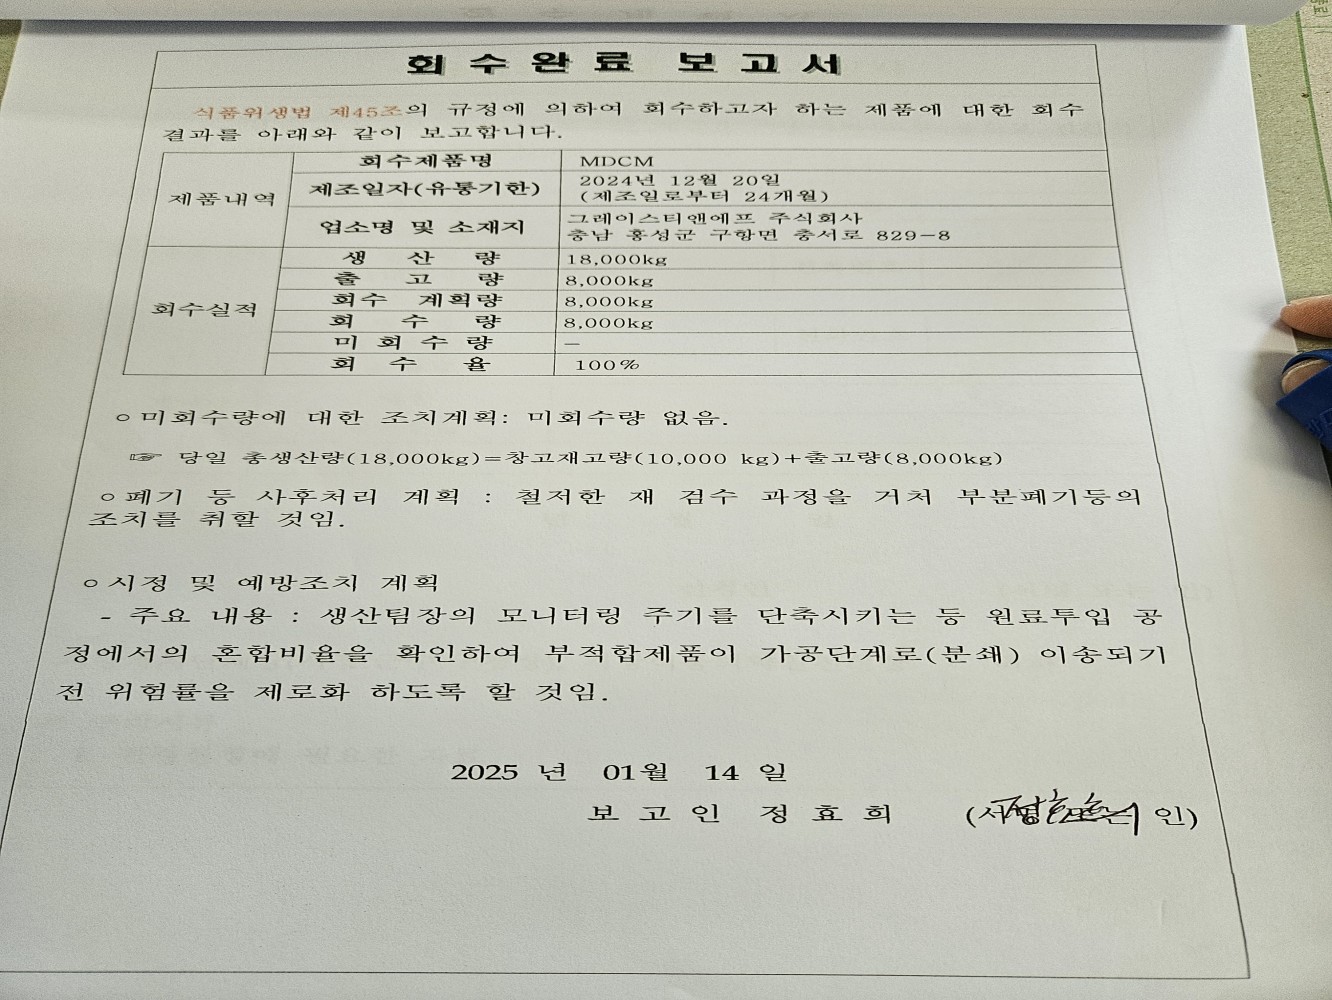 회수완료 보고서
식품위생법 제45조의 규정에 의하여 회수하고자 하는 제품에 대한 회수
결과를 아래와 같이 보고합니다.
제품내역
회수제품명 MDCM
제조일자(유통기한) 2024년 12월 20일
(제조일로부터 24개월)
업소명 및 소재지 그레이스티앤에프 주식회사
충남 홍성군 구항면 충서로 829-8
회수실적
생 산 량 18,000kg
출 고 량 8,000kg
회수 계획량 8,000kg
회 수 량 8,000kg
미 회 수 량 -
회 수 율 100%
○ 미회수량에 대한 조치계획: 미회수량 없음.
☞ 당일 총생산량(18,000kg)=창고재고량(10,000 kg)+출고량(8,000kg)
○ 폐기 등 사후처리 계획 : 철저한 재 검수 과정을 거쳐 부분폐기등의
조치를 취할 것임.
○ 시정 및 예방조치 계획
- 주요 내용 : 생산팀장의 모니터링 주기를 단축시키는 등 원료투입 공
정에서의 혼합비율을 확인하여 부적합제품이 가공단계로(분쇄) 이송되기
전 위험률을 제로화 하도록 할 것임.
2025 년 01월 14 일
보 고 인 정 효 희 (서명 또는 인)